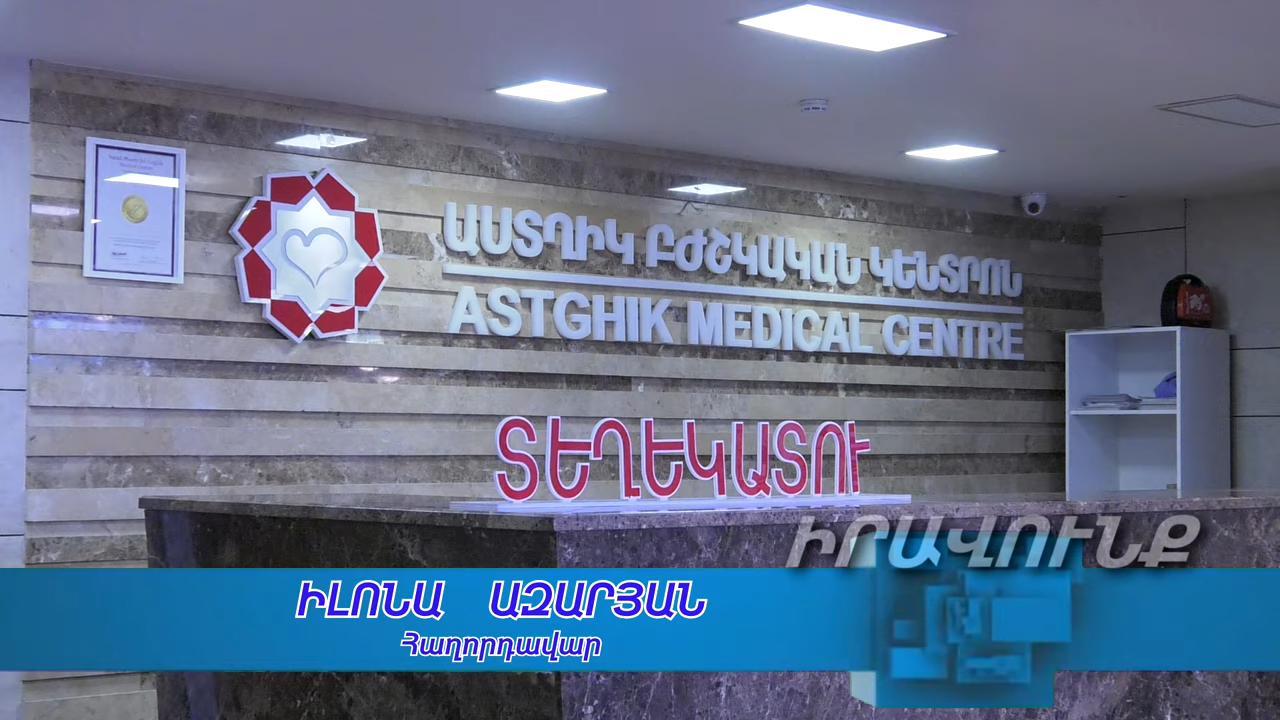 ԱՍՏՂԻԿ ԲԺՇԿԱԿԱՆ ԿԵՆՏՐՈՆ
ASTGHIK MEDICAL CENTRE
ՏԵՂԵԿԱՏՈՒ
ԻՐԱՎՈՒՆՔ
ԻԼՈՆԱ ԱԶԱՐՅԱՆ
Հաղորդավար